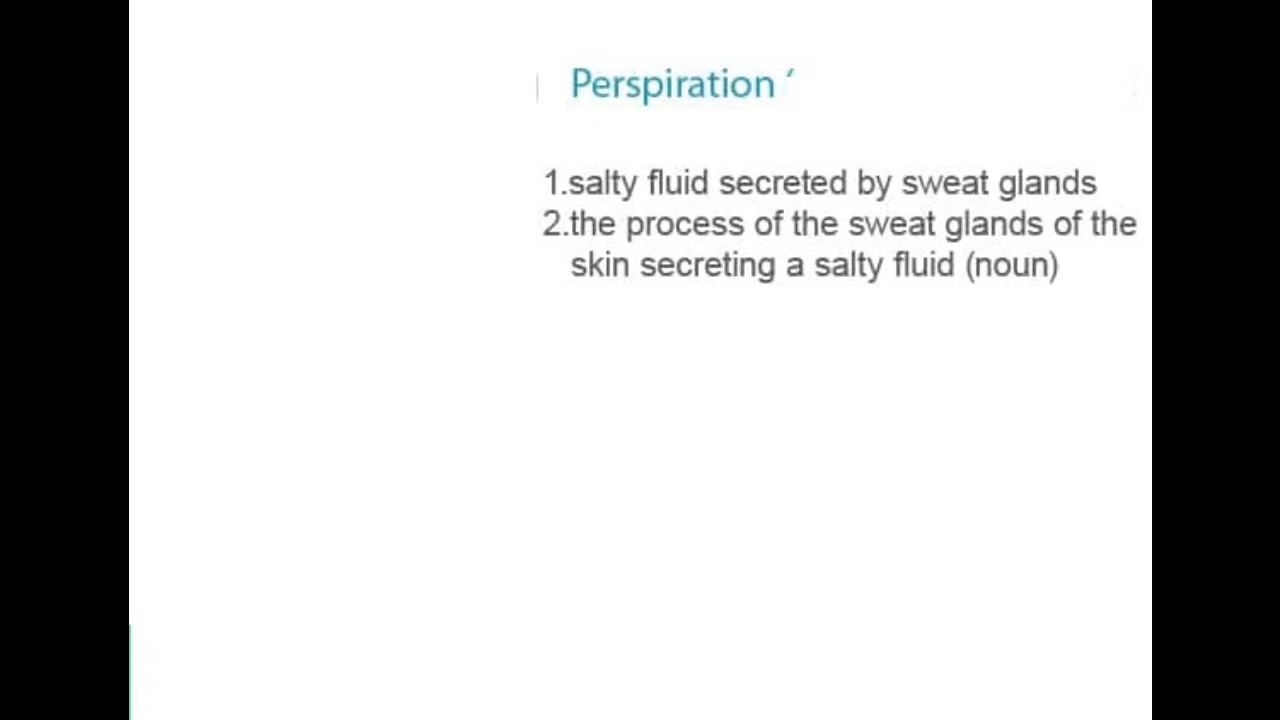 Perspiration ‘
1.salty fluid secreted by sweat glands
2.the process of the sweat glands of the
skin secreting a salty fluid (noun)